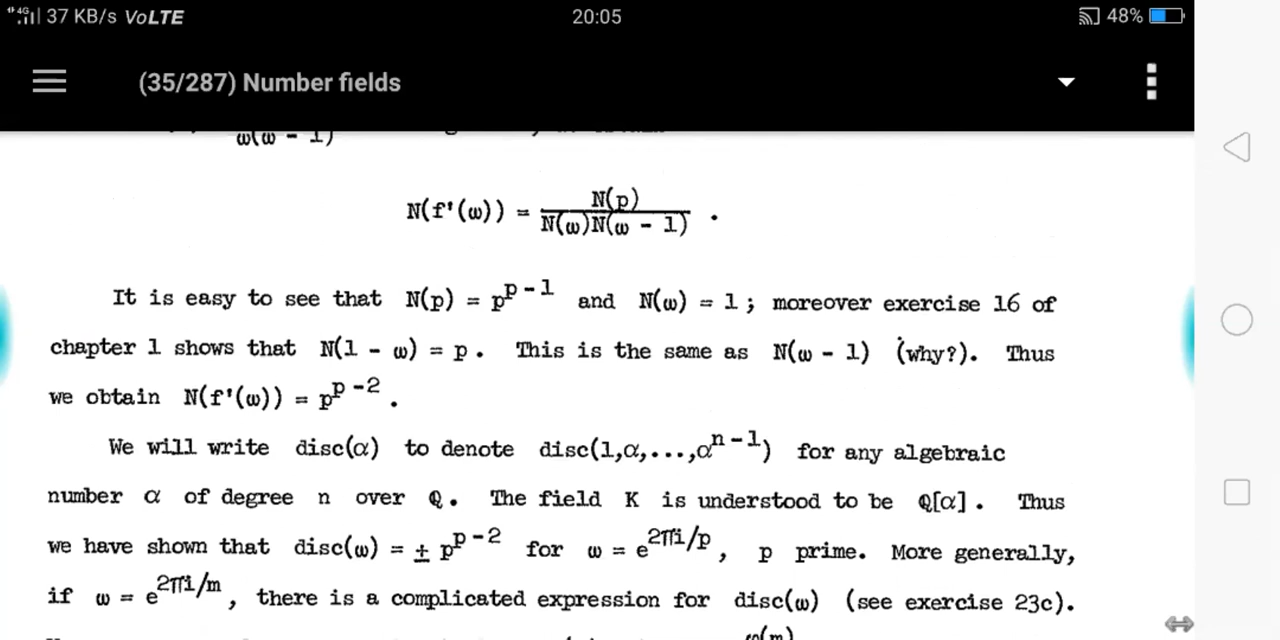 4G 37 KB/s VoLTE 20:05 48%
(35/287) Number fields
ω(ω - 1)
N(f'(ω)) = N(p) / N(ω)N(ω - 1) .
It is easy to see that N(p) = p^{p-1} and N(ω) = 1; moreover exercise 16 of
chapter 1 shows that N(1 - ω) = p. This is the same as N(ω - 1) (why?). Thus
we obtain N(f'(ω)) = p^{p-2} .
We will write disc(α) to denote disc(1,α,...,α^{n-1}) for any algebraic
number α of degree n over Q. The field K is understood to be Q[α]. Thus
we have shown that disc(ω) = ± p^{p-2} for ω = e^{2πi/p}, p prime. More generally,
if ω = e^{2πi/m}, there is a complicated expression for disc(ω) (see exercise 23c).
φ(m)